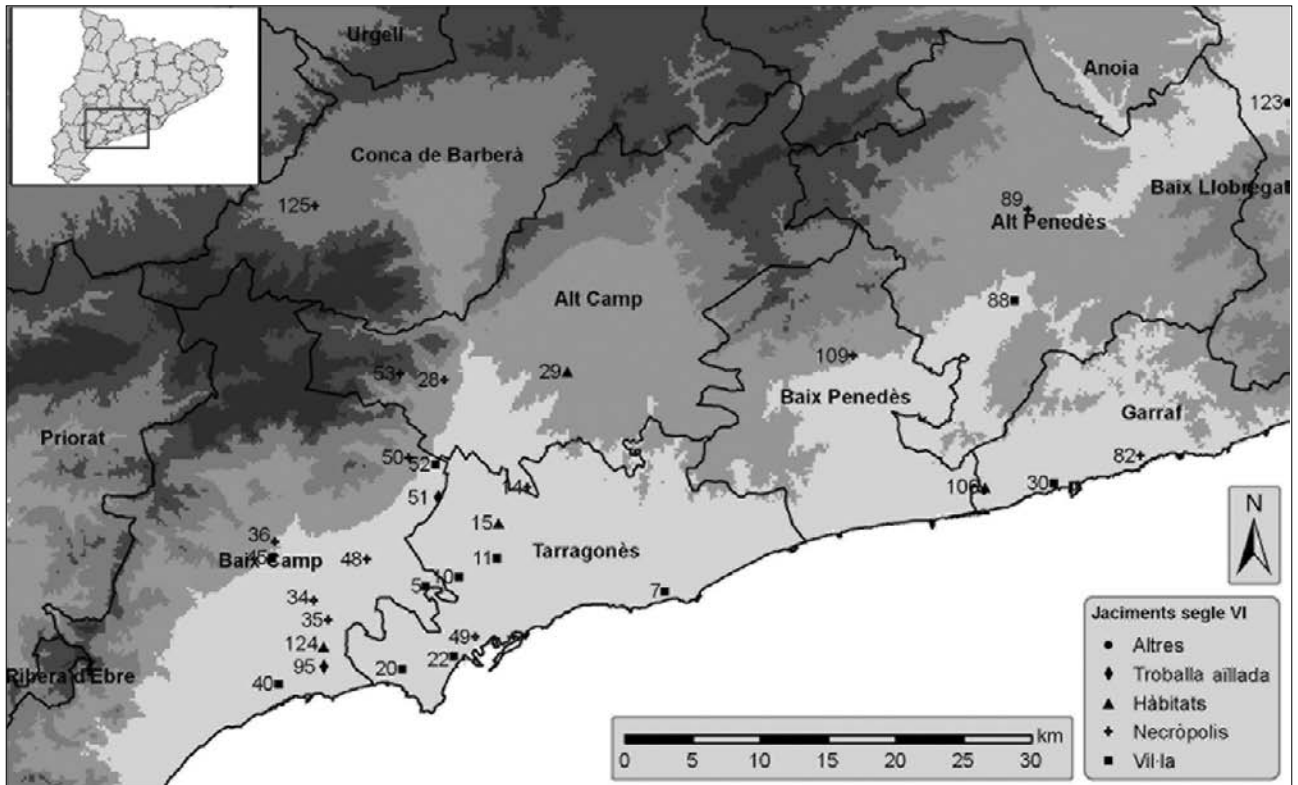 Urgell
Anoia
123
Conca de Barberà
Baix Llobregat
125
89
Alt Penedès
Alt Camp
88
109
53
28
29
Baix Penedès
Garraf
Priorat
50
52
82
51
14
106
30
N
15
36
45
Baix Camp
48
11
Tarragonès
10
5
7
34
35
49
124
22
95
20
40
Ribera d'Ebre
Jaciments segle VI
Altres
Troballa aïllada
Hàbitats
Necròpolis
Vil·la
km
0 5 10 15 20 25 30